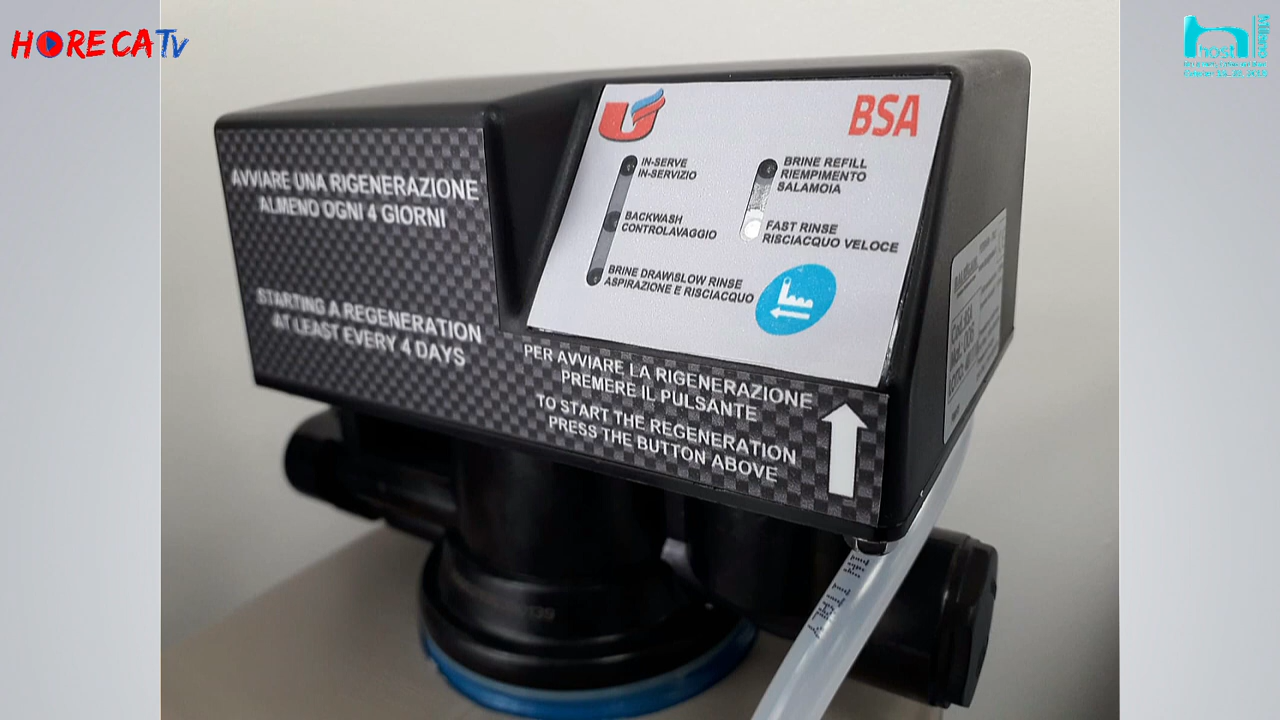 HORECATV
host
Milano
BSA
IN-SERVE
IN-SERVIZIO
BACKWASH
CONTROLAVAGGIO
BRINE DRAW\SLOW RINSE
ASPIRAZIONE E RISCIACQUO
BRINE REFILL
RIEMPIMENTO
SALAMOIA
FAST RINSE
RISCIACQUO VELOCE
AVVIARE UNA RIGENERAZIONE
ALMENO OGNI 4 GIORNI
STARTING A REGENERATION
AT LEAST EVERY 4 DAYS
PER AVVIARE LA RIGENERAZIONE
PREMERE IL PULSANTE
TO START THE REGENERATION
PRESS THE BUTTON ABOVE